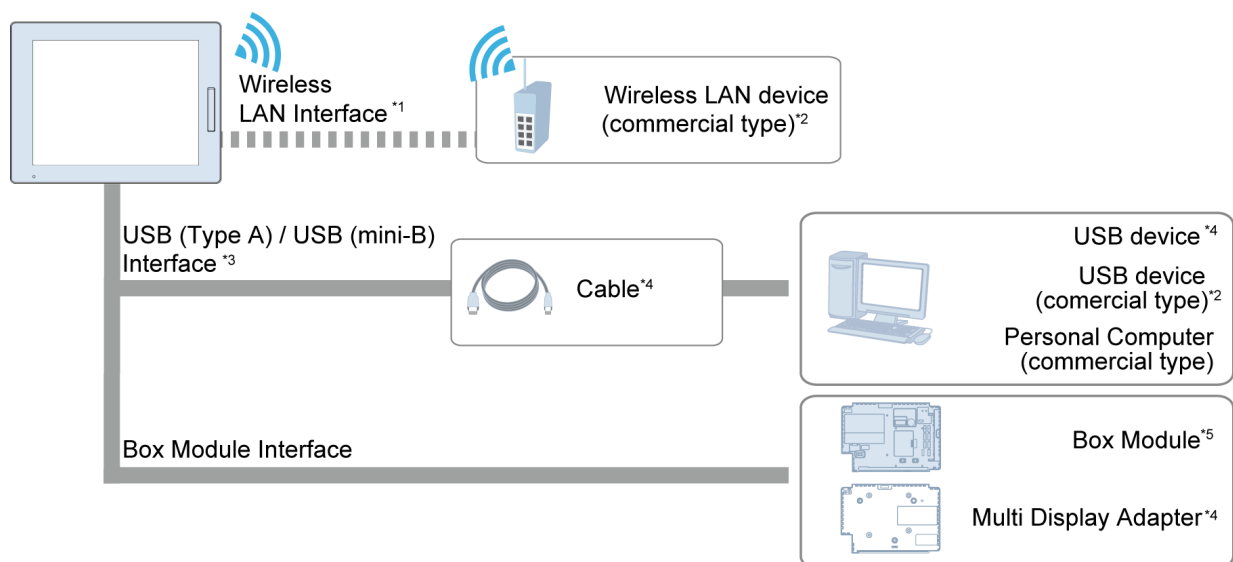 Wireless
LAN Interface *1
Wireless LAN device
(commercial type)*2
USB (Type A) / USB (mini-B)
Interface *3
Cable*4
USB device *4
USB device
(comercial type)*2
Personal Computer
(commercial type)
Box Module Interface
Box Module*5
Multi Display Adapter*4